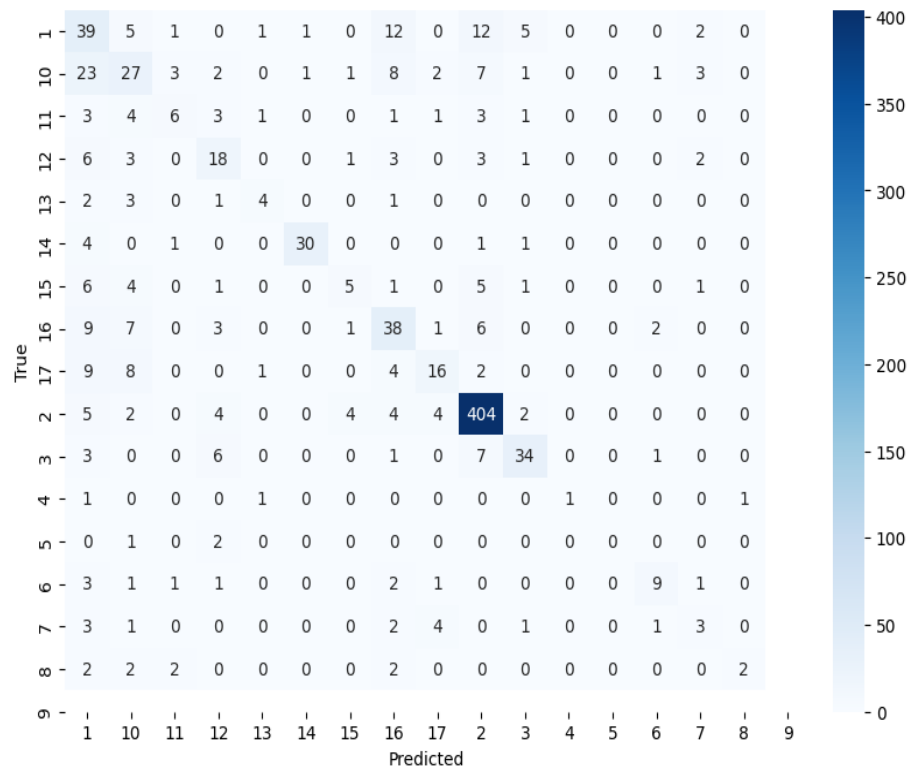 1 39 5 1 0 1 1 0 12 0 12 5 0 0 0 2 0
10 23 27 3 2 0 1 1 8 2 7 1 0 0 1 3 0
11 3 4 6 3 1 0 0 1 1 3 1 0 0 0 0 0
12 6 3 0 18 0 0 1 3 0 3 1 0 0 0 2 0
13 2 3 0 1 4 0 0 1 0 0 0 0 0 0 0 0
14 4 0 1 0 0 30 0 0 0 1 1 0 0 0 0 0
15 6 4 0 1 0 0 5 1 0 5 1 0 0 0 1 0
16 9 7 0 3 0 0 1 38 1 6 0 0 0 2 0 0
17 9 8 0 0 1 0 0 4 16 2 0 0 0 0 0 0
2 5 2 0 4 0 0 4 4 4 404 2 0 0 0 0 0
3 3 0 0 6 0 0 0 1 0 7 34 0 0 1 0 0
4 1 0 0 0 1 0 0 0 0 0 0 1 0 0 0 1
5 0 1 0 2 0 0 0 0 0 0 0 0 0 0 0 0
6 3 1 1 1 0 0 0 2 1 0 0 0 0 9 1 0
7 3 1 0 0 0 0 0 2 4 0 1 0 0 1 3 0
8 2 2 2 0 0 0 0 2 0 0 0 0 0 0 0 2
9
True
1 10 11 12 13 14 15 16 17 2 3 4 5 6 7 8 9
Predicted
400
350
300
250
200
150
100
50
0